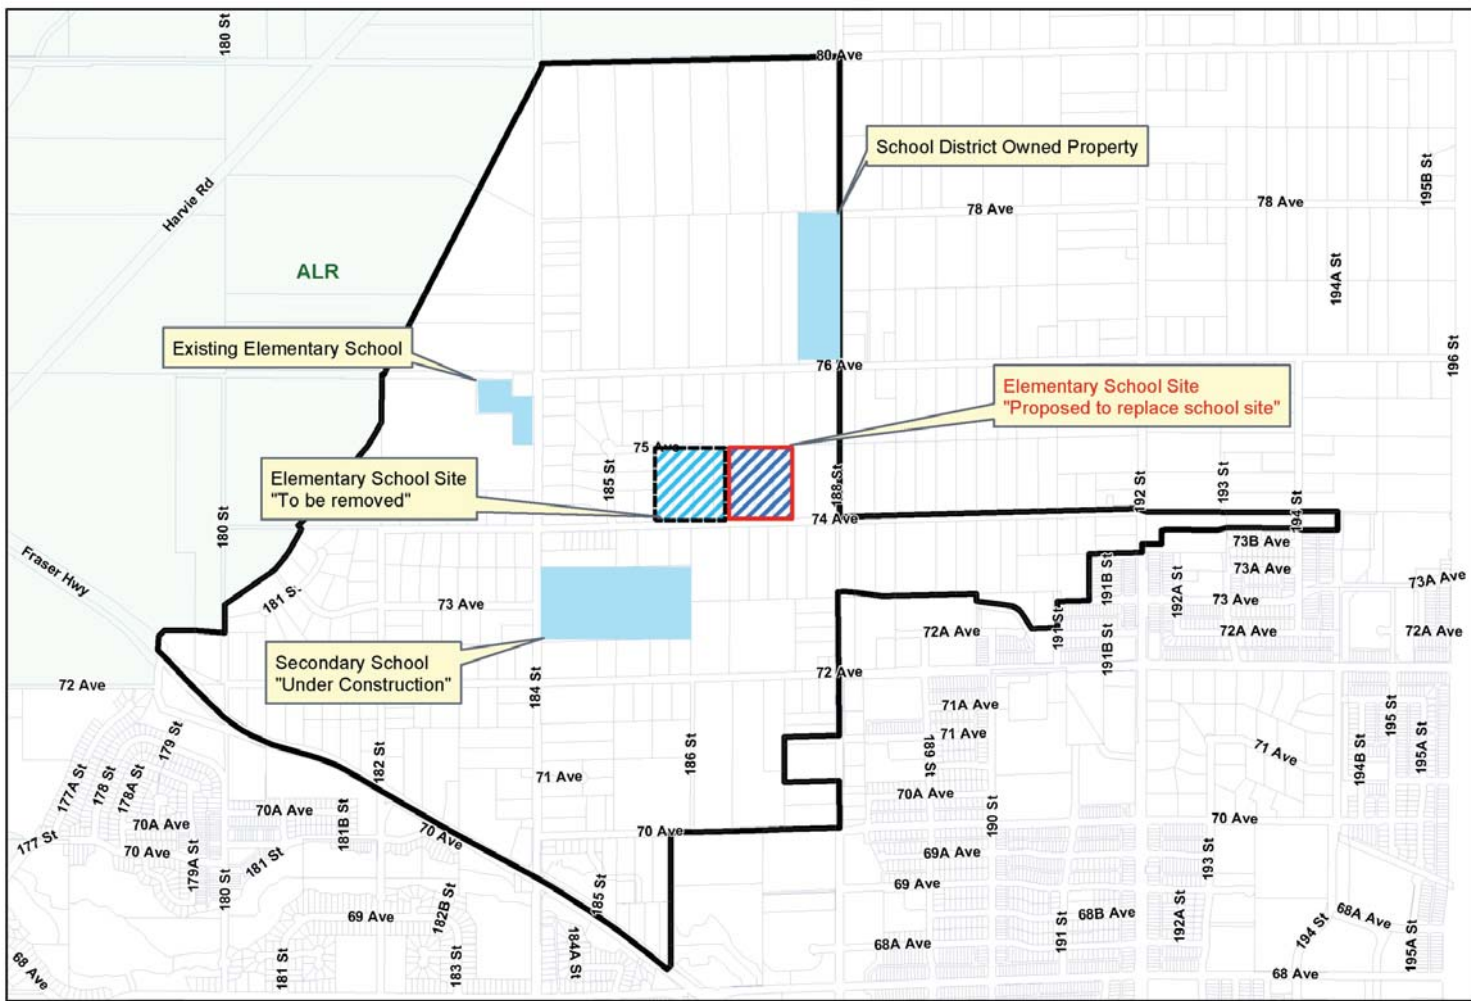 180 St
80 Ave
School District Owned Property
195B St
Harvie Rd
78 Ave
78 Ave
ALR
194A St
Existing Elementary School
76 Ave
196 St
Elementary School Site
"Proposed to replace school site"
75 Ave
Elementary School Site
"To be removed"
185 St
188 St
192 St
193 St
194 St
74 Ave
180 St
73B Ave
Fraser Hwy
73A Ave
73A Ave
191B St
192A St
181 St
73 Ave
73 Ave
72A Ave
191 St
72A Ave
72A Ave
191B St
Secondary School
"Under Construction"
72 Ave
184 St
72 Ave
71A Ave
195 St
179 St
71 Ave
189 St
71 Ave
182 St
186 St
71 Ave
194B St
195A St
177A St
178 St
178A St
70A Ave
70A Ave
70A Ave
181B St
70 Ave
70 Ave
190 St
70 Ave
177 St
70 Ave
179A St
181 St
69A Ave
193 St
180 St
185 St
69 Ave
69 Ave
182B St
68B Ave
192A St
68A Ave
184A St
68A Ave
191 St
194 St
195A St
68 Ave
181 St
183 St
68 Ave